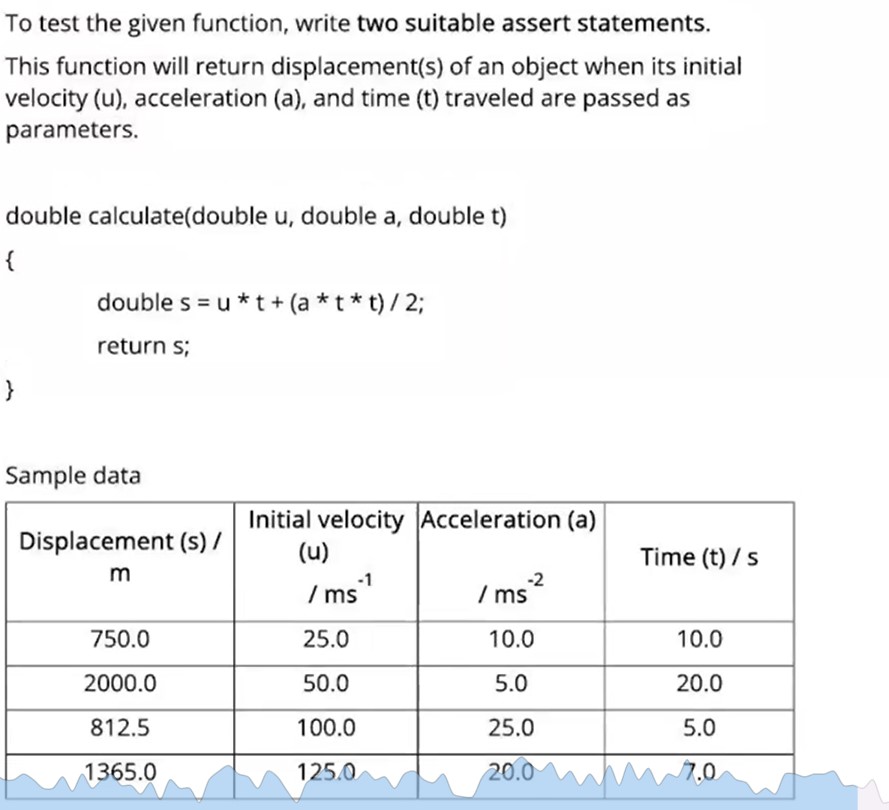 To test the given function, write two suitable assert statements.
This function will return displacement(s) of an object when its initial
velocity (u), acceleration (a), and time (t) traveled are passed as
parameters.
double calculate(double u, double a, double t)
{
double s = u * t + (a * t * t) / 2;
return s;
}
Sample data
Displacement (s) / m Initial velocity (u) / ms-1 Acceleration (a) / ms-2 Time (t) / s
750.0 25.0 10.0 10.0
2000.0 50.0 5.0 20.0
812.5 100.0 25.0 5.0
1365.0 125.0 20.0 7.0